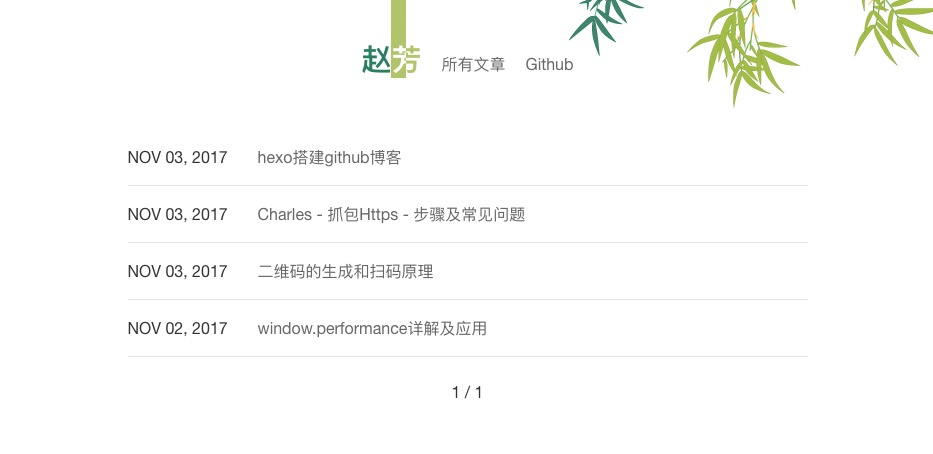 赵芳 所有文章 Github
NOV 03, 2017 hexo搭建github博客
NOV 03, 2017 Charles - 抓包Https - 步骤及常见问题
NOV 03, 2017 二维码的生成和扫码原理
NOV 02, 2017 window.performance详解及应用
1 / 1